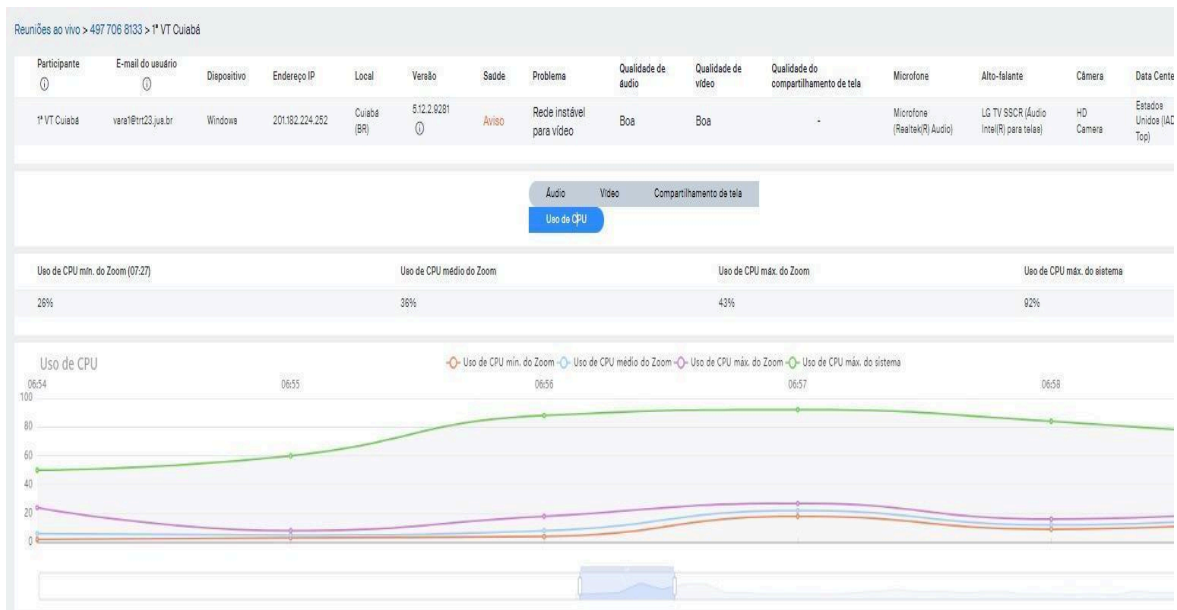 Reuniões ao vivo > 497 706 8133 > 1ª VT Cuiabá
Participante
E-mail do usuário
Dispositivo
Endereço IP
Local
Versão
Saúde
Problema
Qualidade de áudio
Qualidade de vídeo
Qualidade do compartilhamento de tela
Microfone
Alto-falante
Câmera
Data Cente
1ª VT Cuiabá
vara1@trt23.jus.br
Windows
201.182.224.252
Cuiabá (BR)
5.12.2.9281
Aviso
Rede instável para vídeo
Boa
Boa
-
Microfone (Realtek(R) Audio)
LG TV SSCR (Áudio Intel(R) para telas)
HD Camera
Estados Unidos (IAD Top)
Áudio Vídeo Compartilhamento de tela
Uso de CPU
Uso de CPU mín. do Zoom (07:27)
Uso de CPU médio do Zoom
Uso de CPU máx. do Zoom
Uso de CPU máx. do sistema
26%
36%
43%
92%
Uso de CPU
Uso de CPU mín. do Zoom Uso de CPU médio do Zoom Uso de CPU máx. do Zoom Uso de CPU máx. do sistema
06:54 06:55 06:56 06:57 06:58
100
80
60
40
20
0